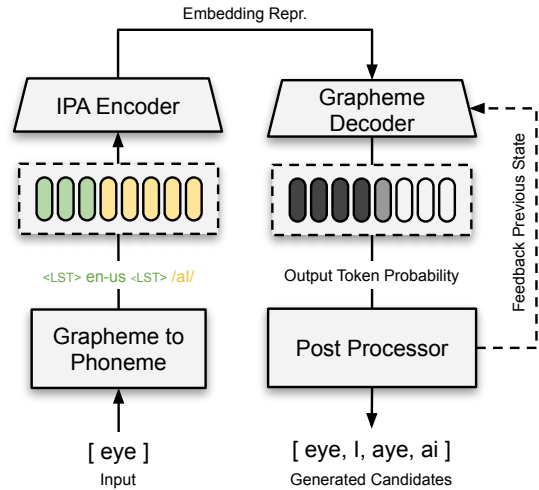 Embedding Repr.
IPA Encoder
Grapheme
Decoder
Feedback Previous State
<LST> en-us <LST> /aI/
Output Token Probability
Grapheme to
Phoneme
Post Processor
[ eye ]
[ eye, I, aye, ai ]
Input
Generated Candidates